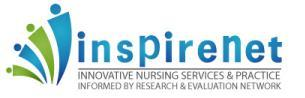 inspirenet
INNOVATIVE NURSING SERVICES & PRACTICE
INFORMED BY RESEARCH & EVALUATION NETWORK